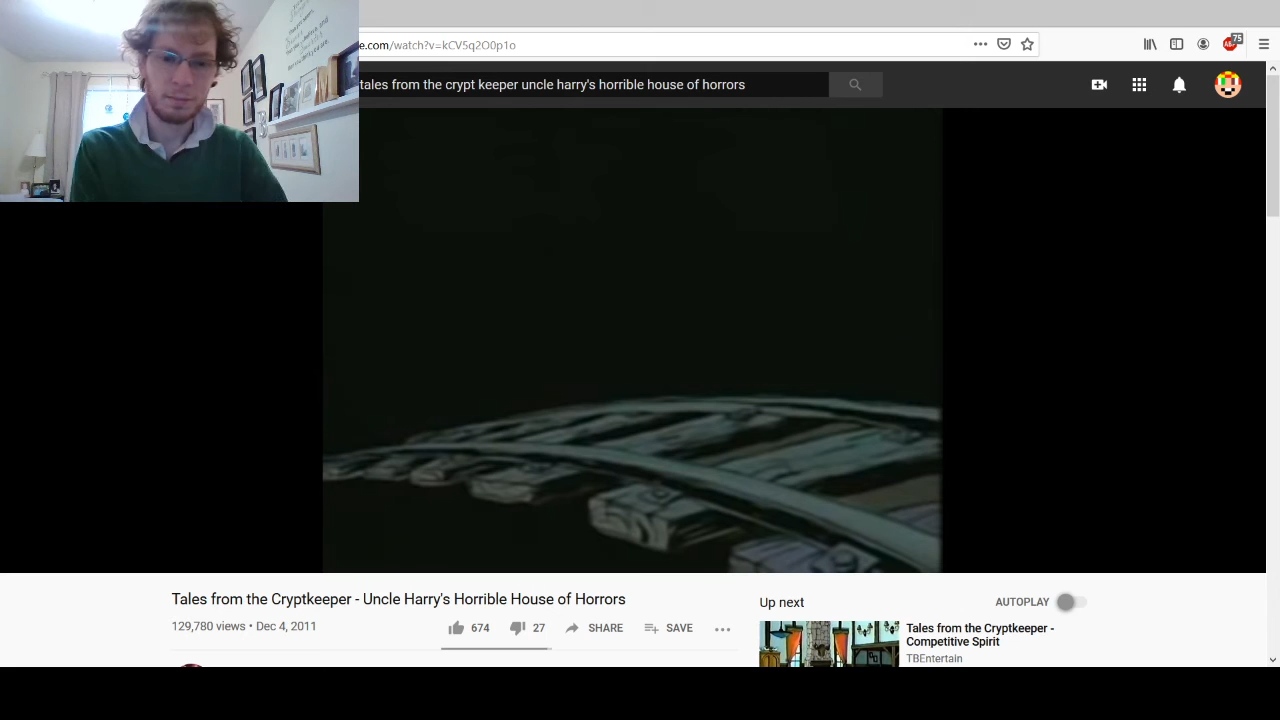 e.com/watch?v=kCV5q2O0p1o
75
tales from the crypt keeper uncle harry's horrible house of horrors
Tales from the Cryptkeeper - Uncle Harry's Horrible House of Horrors
129,780 views • Dec 4, 2011
674
27
SHARE
SAVE
Up next
AUTOPLAY
Tales from the Cryptkeeper -
Competitive Spirit
TBEntertain